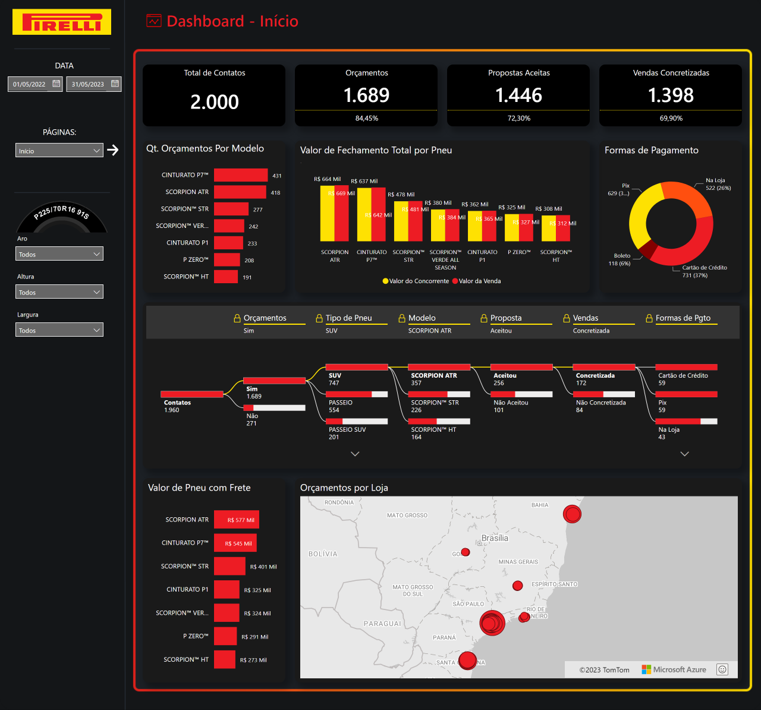 PIRELLI
Dashboard - Início
DATA
01/05/2022
31/05/2023
PÁGINAS:
Início
P225/70R16 91S
Aro
Todos
Altura
Todos
Largura
Todos
Total de Contatos
2.000
Orçamentos
1.689
84,45%
Propostas Aceitas
1.446
72,30%
Vendas Concretizadas
1.398
69,90%
Qt. Orçamentos Por Modelo
CINTURATO P7™ 431
SCORPION ATR 418
SCORPION™ STR 277
SCORPION™ VER... 242
CINTURATO P1 233
P ZERO™ 208
SCORPION™ HT 191
Valor de Fechamento Total por Pneu
R$ 664 Mil
R$ 669 Mil
R$ 637 Mil
R$ 642 Mil
R$ 478 Mil
R$ 401 Mil
R$ 380 Mil
R$ 384 Mil
R$ 362 Mil
R$ 365 Mil
R$ 325 Mil
R$ 327 Mil
R$ 308 Mil
R$ 312 Mil
SCORPION ATR
CINTURATO P7™
SCORPION™ STR
SCORPION™ VERDE ALL SEASON
CINTURATO P1
P ZERO™
SCORPION™ HT
Valor do Concorrente
Valor da Venda
Formas de Pagamento
Pix
629 (3...)
Na Loja
522 (26%)
Boleto
118 (6%)
Cartão de Crédito
731 (37%)
Orçamentos
Sim
Tipo de Pneu
SUV
Modelo
SCORPION ATR
Proposta
Aceitou
Vendas
Concretizada
Formas de Pgto
Contatos
1.960
Sim
1.689
Não
271
SUV
747
PASSEIO
554
PASSEIO SUV
201
SCORPION ATR
357
SCORPION™ STR
226
SCORPION™ HT
164
Aceitou
256
Não Aceitou
101
Concretizada
172
Não Concretizada
84
Cartão de Crédito
59
Pix
59
Na Loja
43
Valor de Pneu com Frete
SCORPION ATR R$ 577 Mil
CINTURATO P7™ R$ 545 Mil
SCORPION™ STR R$ 401 Mil
CINTURATO P1 R$ 325 Mil
SCORPION™ VER... R$ 324 Mil
P ZERO™ R$ 291 Mil
SCORPION™ HT R$ 273 Mil
Orçamentos por Loja
RONDÔNIA
MATO GROSSO
BAHIA
Brasília
BOLIVIA
MINAS GERAIS
MATO GROSSO
DO SUL
ESPÍRITO SANTO
SÃO PAULO
RIO DE
PARAGUAI
PARANÁ
©2023 TomTom
Microsoft Azure